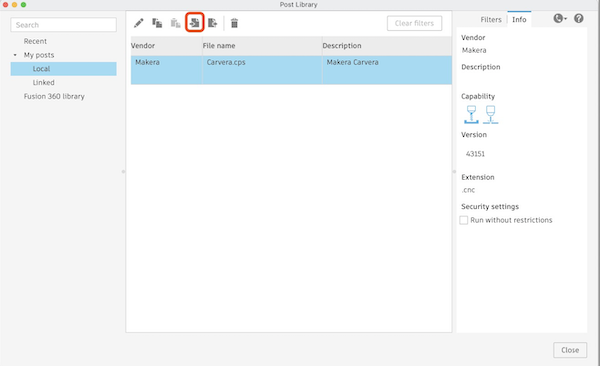 Post Library
Search
Recent
My posts
Local
Linked
Fusion 360 library
Clear filters
Vendor File name Description
Makera Carvera.cps Makera Carvera
Filters Info
Vendor
Makera
Description
Capability
Version
43151
Extension
.cnc
Security settings
Run without restrictions
Close